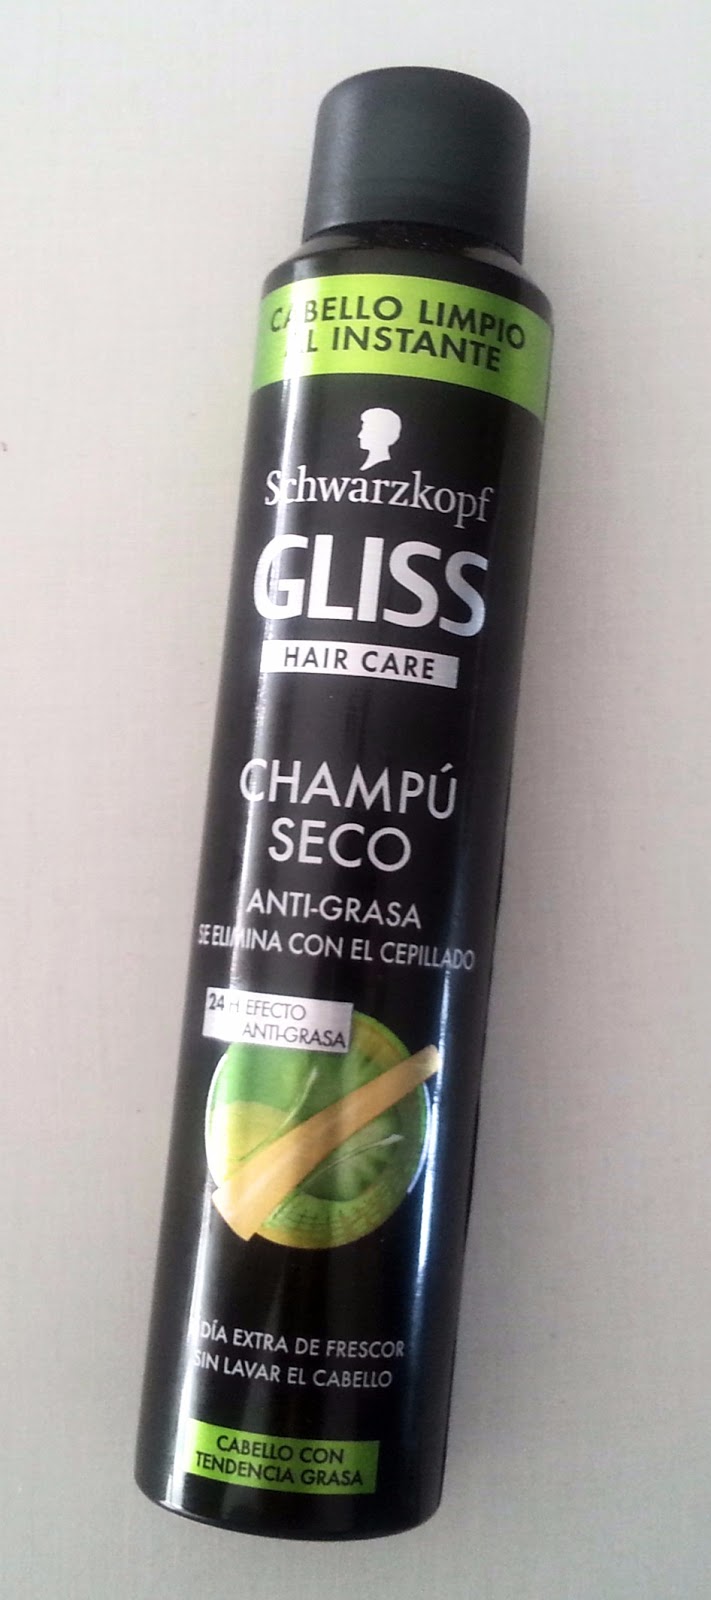 CABELLO LIMPIO
AL INSTANTE
Schwarzkopf
GLISS
HAIR CARE
CHAMPÚ
SECO
ANTI-GRASA
SE ELIMINA CON EL CEPILLADO
24 H EFECTO
ANTI-GRASA
DÍA EXTRA DE FRESCOR
SIN LAVAR EL CABELLO
CABELLO CON
TENDENCIA GRASA